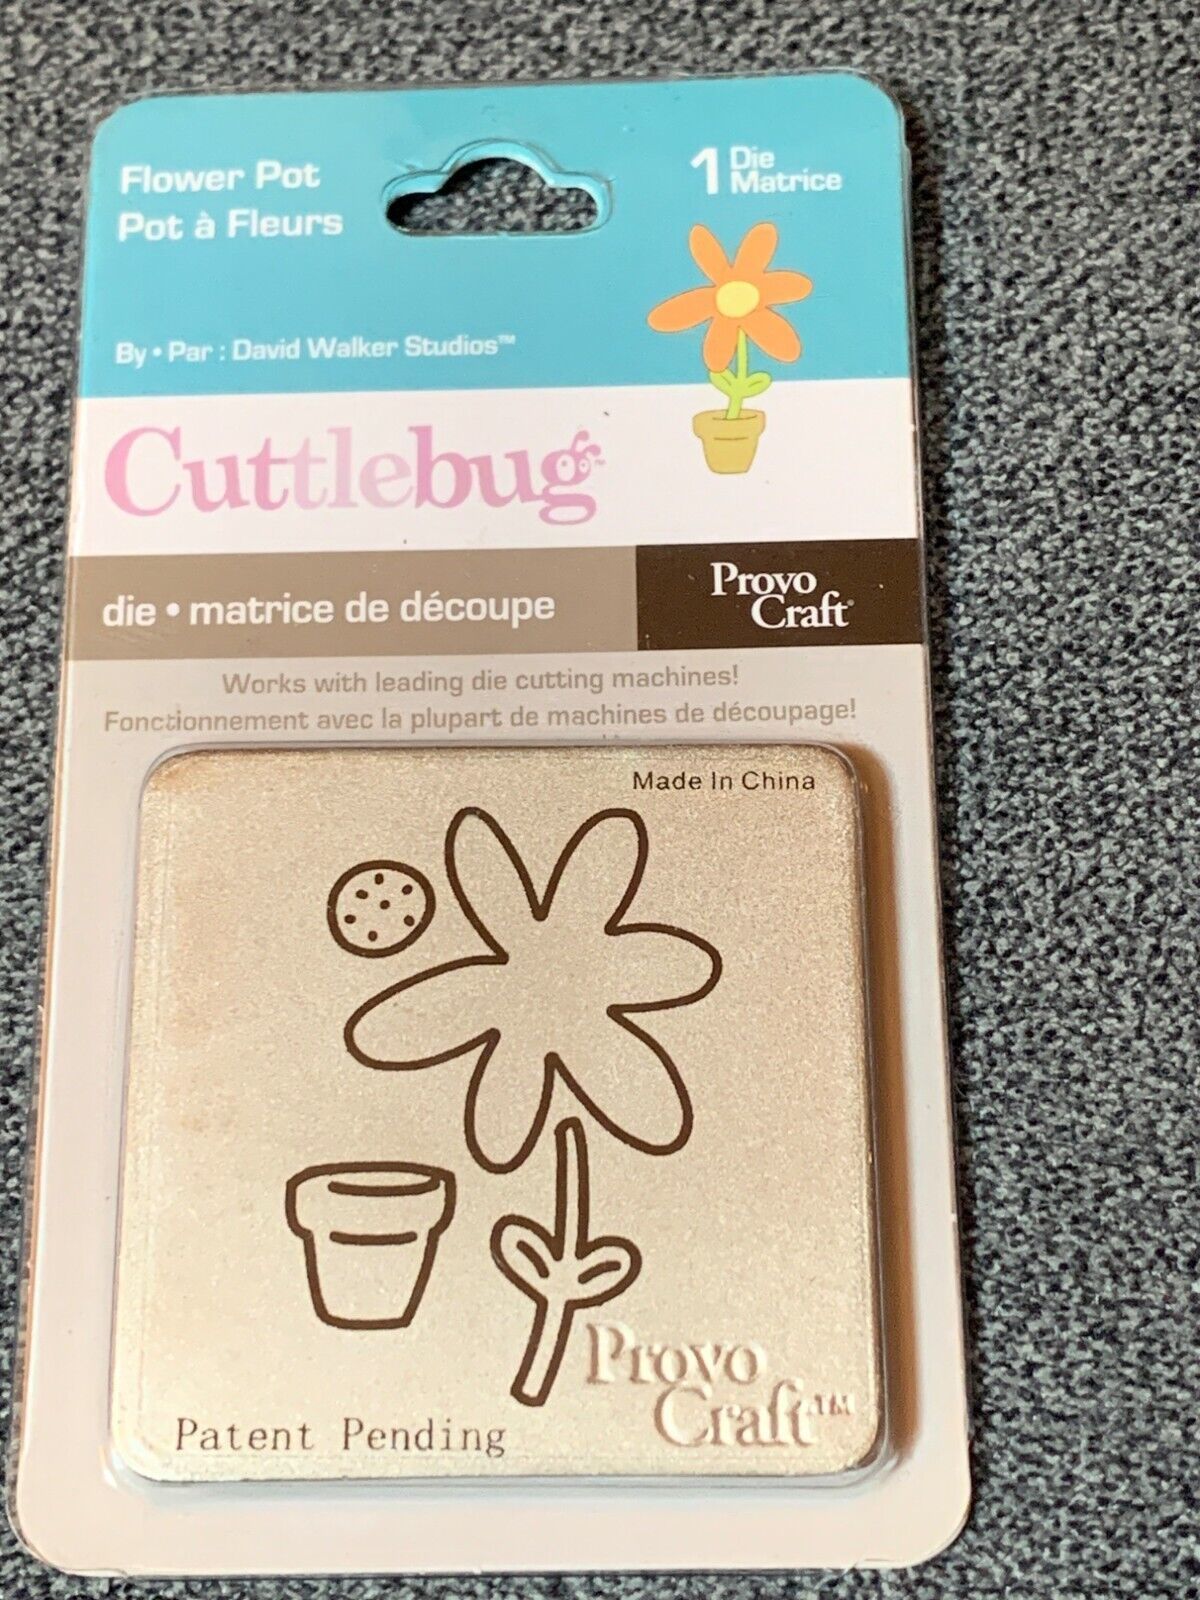 Flower Pot
Pot à Fleurs
1 Die
Matrice
By • Par : David Walker Studios™
Cuttlebug™
die • matrice de découpe
Provo
Craft®
Works with leading die cutting machines!
Fonctionnement avec la plupart de machines de découpage!
Made In China
Provo
Craft™
Patent Pending